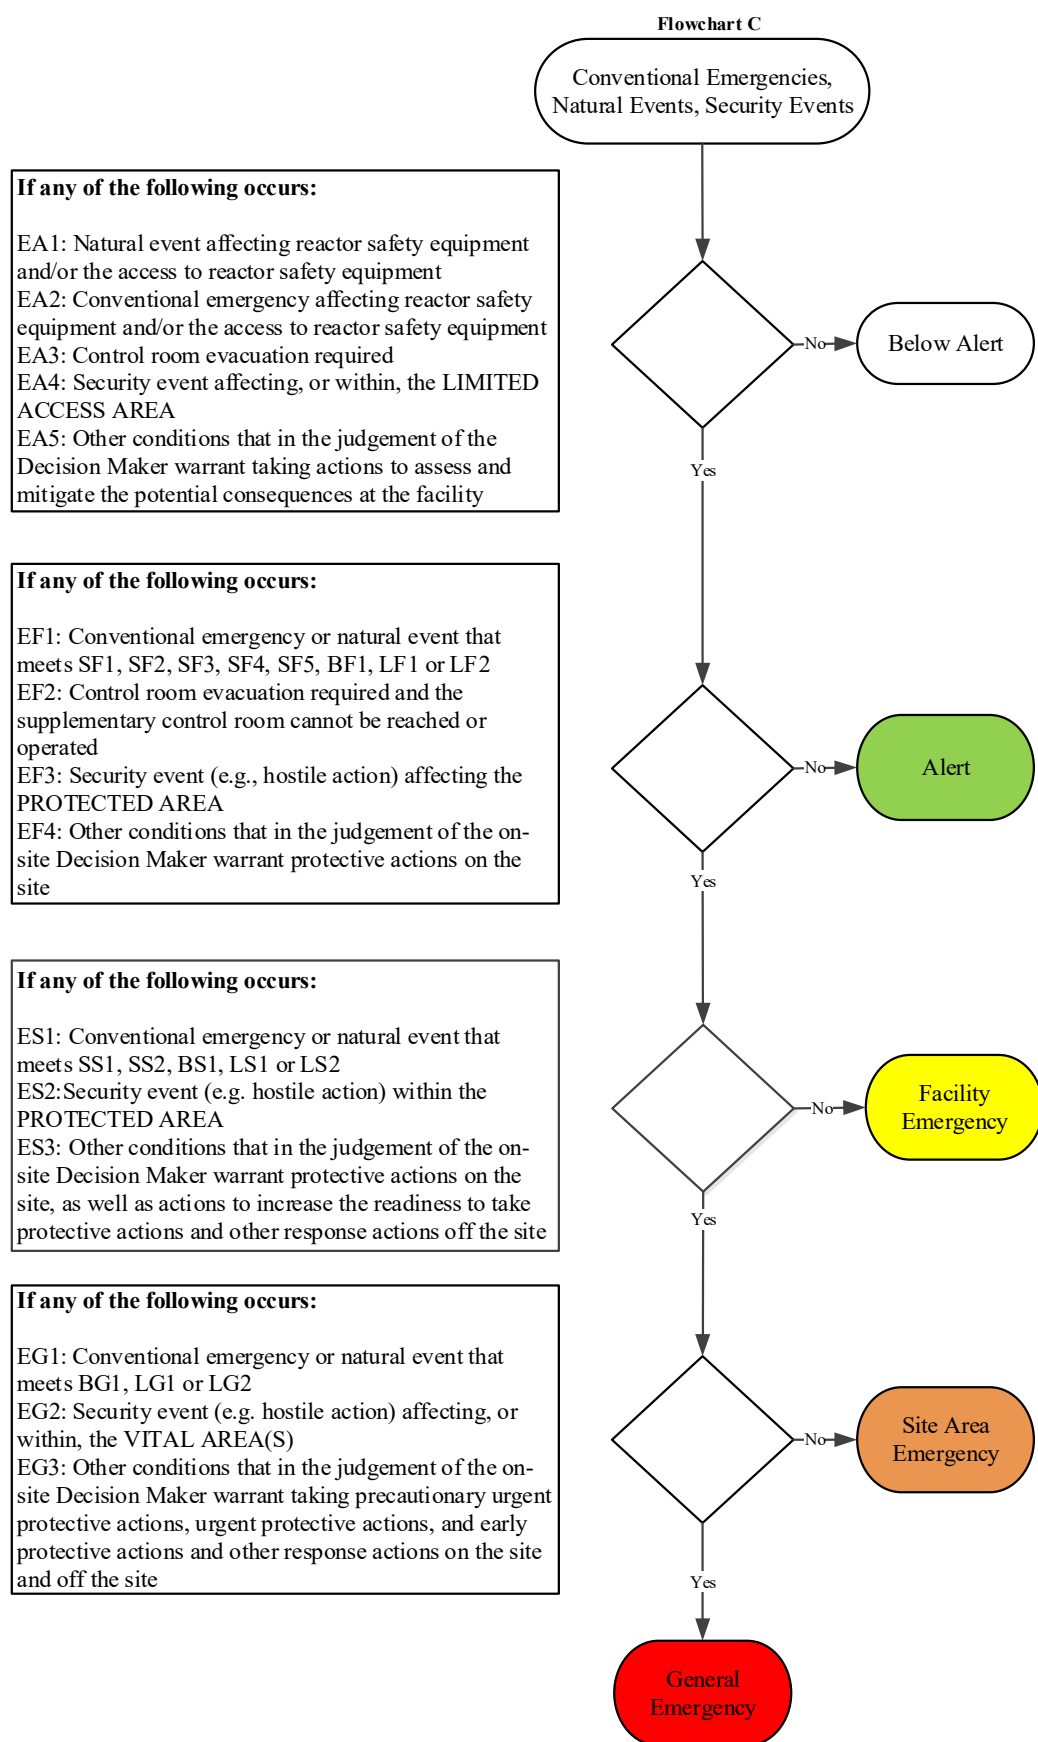 Flowchart C
Conventional Emergencies,
Natural Events, Security Events
If any of the following occurs:
EA1: Natural event affecting reactor safety equipment
and/or the access to reactor safety equipment
EA2: Conventional emergency affecting reactor safety
equipment and/or the access to reactor safety equipment
EA3: Control room evacuation required
EA4: Security event affecting, or within, the LIMITED
ACCESS AREA
EA5: Other conditions that in the judgement of the
Decision Maker warrant taking actions to assess and
mitigate the potential consequences at the facility
No
Below Alert
Yes
If any of the following occurs:
EF1: Conventional emergency or natural event that
meets SF1, SF2, SF3, SF4, SF5, BF1, LF1 or LF2
EF2: Control room evacuation required and the
supplementary control room cannot be reached or
operated
EF3: Security event (e.g., hostile action) affecting the
PROTECTED AREA
EF4: Other conditions that in the judgement of the on-
site Decision Maker warrant protective actions on the
site
No
Alert
Yes
If any of the following occurs:
ES1: Conventional emergency or natural event that
meets SS1, SS2, BS1, LS1 or LS2
ES2:Security event (e.g. hostile action) within the
PROTECTED AREA
ES3: Other conditions that in the judgement of the on-
site Decision Maker warrant protective actions on the
site, as well as actions to increase the readiness to take
protective actions and other response actions off the site
No
Facility
Emergency
Yes
If any of the following occurs:
EG1: Conventional emergency or natural event that
meets BG1, LG1 or LG2
EG2: Security event (e.g. hostile action) affecting, or
within, the VITAL AREA(S)
EG3: Other conditions that in the judgement of the on-
site Decision Maker warrant taking precautionary urgent
protective actions, urgent protective actions, and early
protective actions and other response actions on the site
and off the site
No
Site Area
Emergency
Yes
General
Emergency